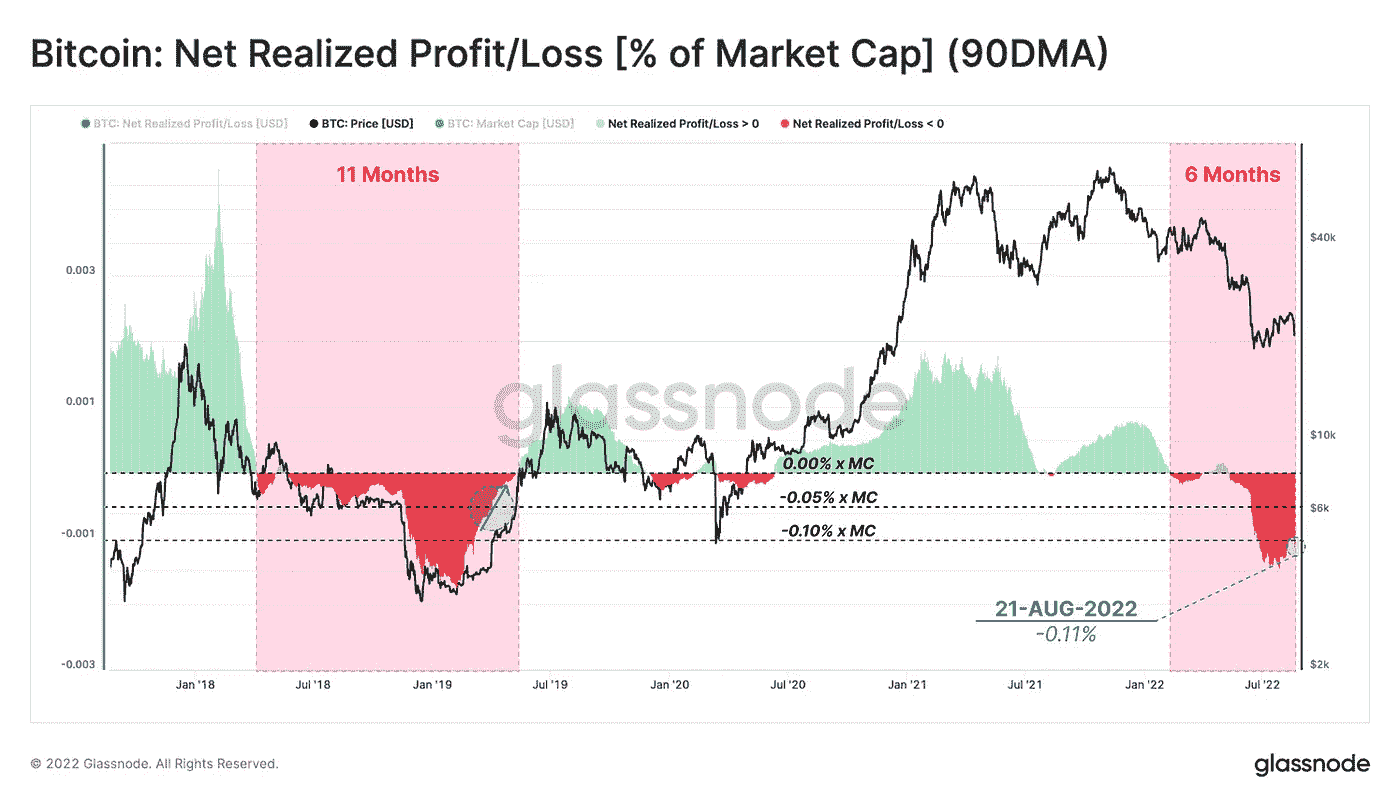 Bitcoin: Net Realized Profit/Loss [% of Market Cap] (90DMA)
BTC: Net Realized Profit/Loss [USD] BTC: Price [USD] BTC: Market Cap [USD] Net Realized Profit/Loss > 0 Net Realized Profit/Loss < 0
11 Months 6 Months
$40k
0.003
glassnode
0.001
$10k
0.00% x MC
-0.05% x MC
$6k
-0.001
-0.10% x MC
21-AUG-2022
-0.11%
-0.003
$2k
Jan '18 Jul '18 Jan '19 Jul '19 Jan '20 Jul '20 Jan '21 Jul '21 Jan '22 Jul '22
© 2022 Glassnode. All Rights Reserved.
glassnode